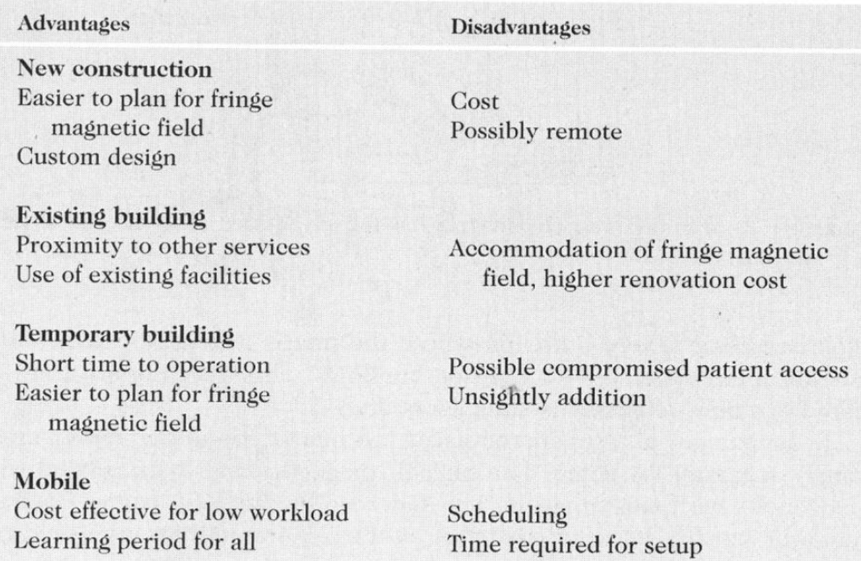 Advantages Disadvantages
New construction
Easier to plan for fringe Cost
magnetic field Possibly remote
Custom design
Existing building
Proximity to other services Accommodation of fringe magnetic
Use of existing facilities field, higher renovation cost
Temporary building
Short time to operation Possible compromised patient access
Easier to plan for fringe Unsightly addition
magnetic field
Mobile
Cost effective for low workload Scheduling
Learning period for all Time required for setup